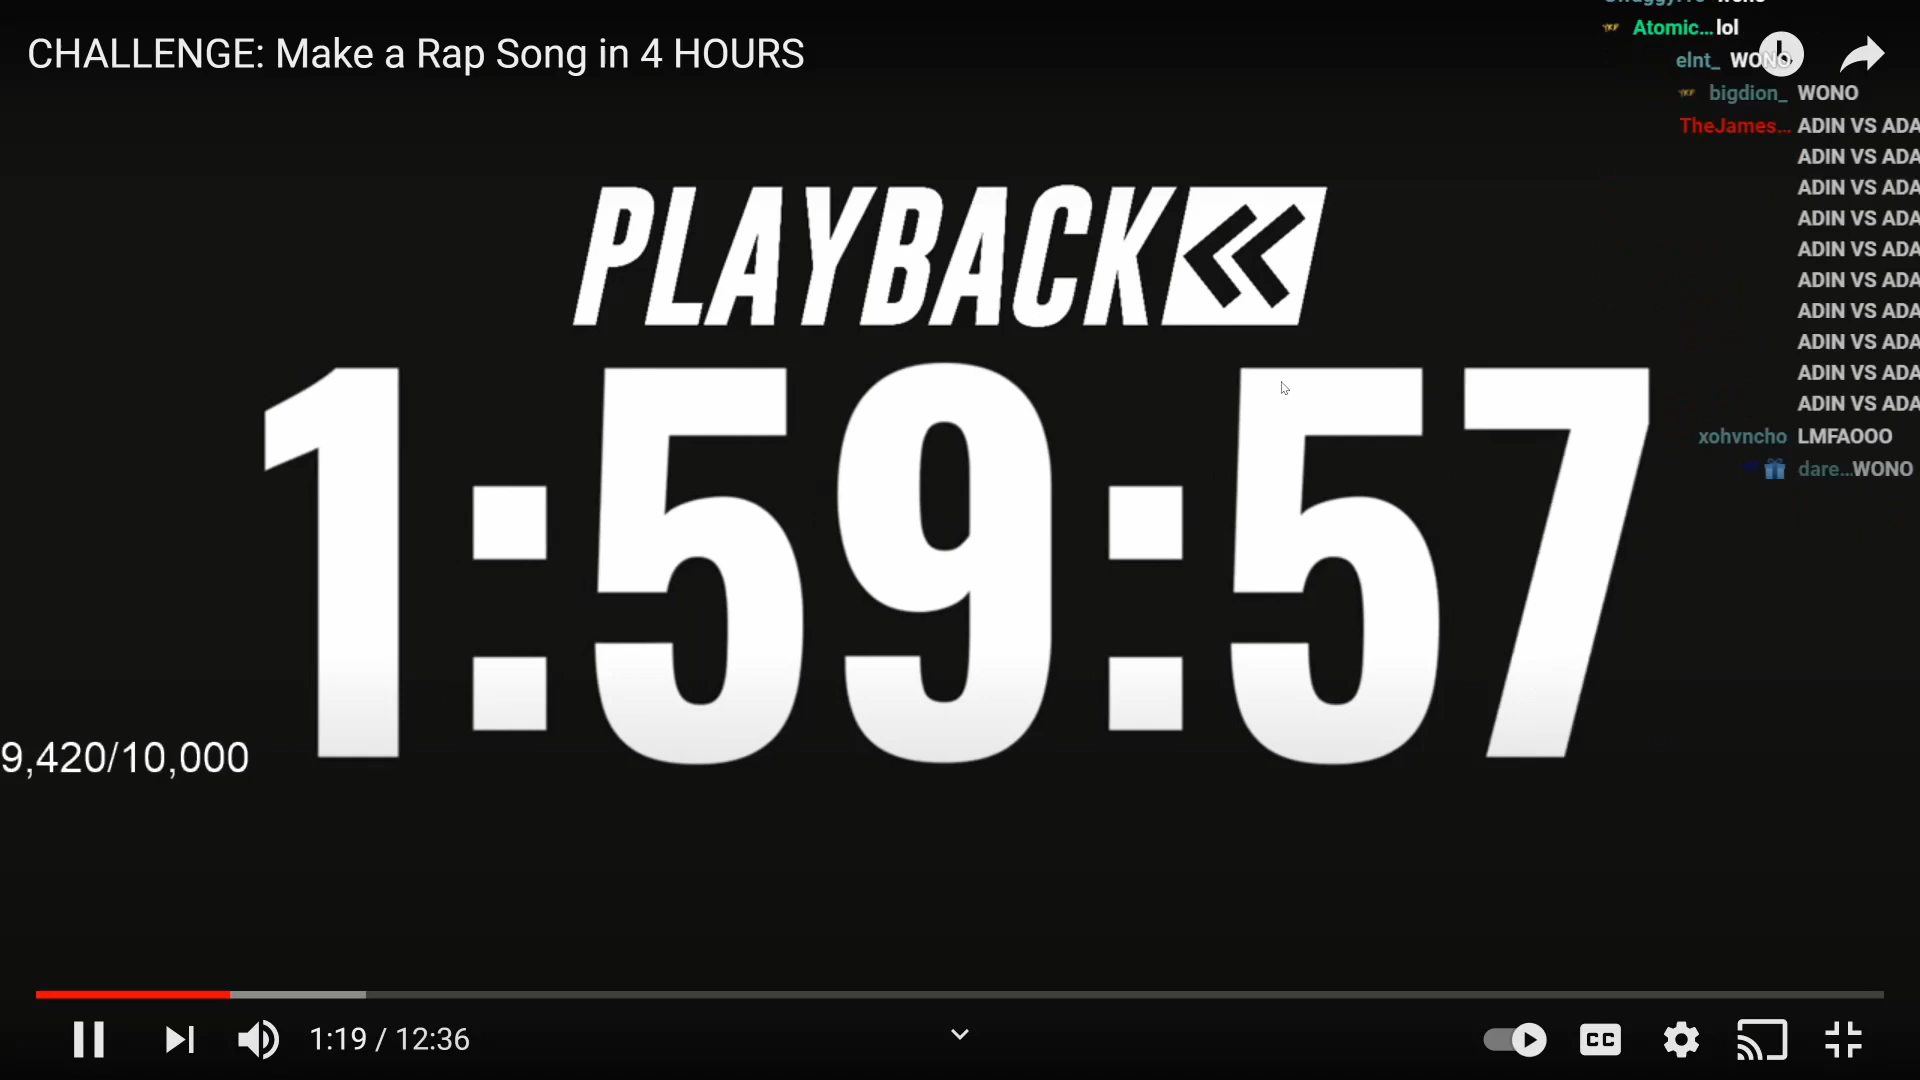 CHALLENGE: Make a Rap Song in 4 HOURS
Atomic... lol
elnt_ WONO
bigdion_ WONO
TheJames... ADIN VS ADA
ADIN VS ADA
ADIN VS ADA
ADIN VS ADA
ADIN VS ADA
ADIN VS ADA
ADIN VS ADA
ADIN VS ADA
ADIN VS ADA
ADIN VS ADA
xohvncho LMFAOOO
dare... WONO
PLAYBACK
1:59:57
9,420/10,000
1:19 / 12:36
CC